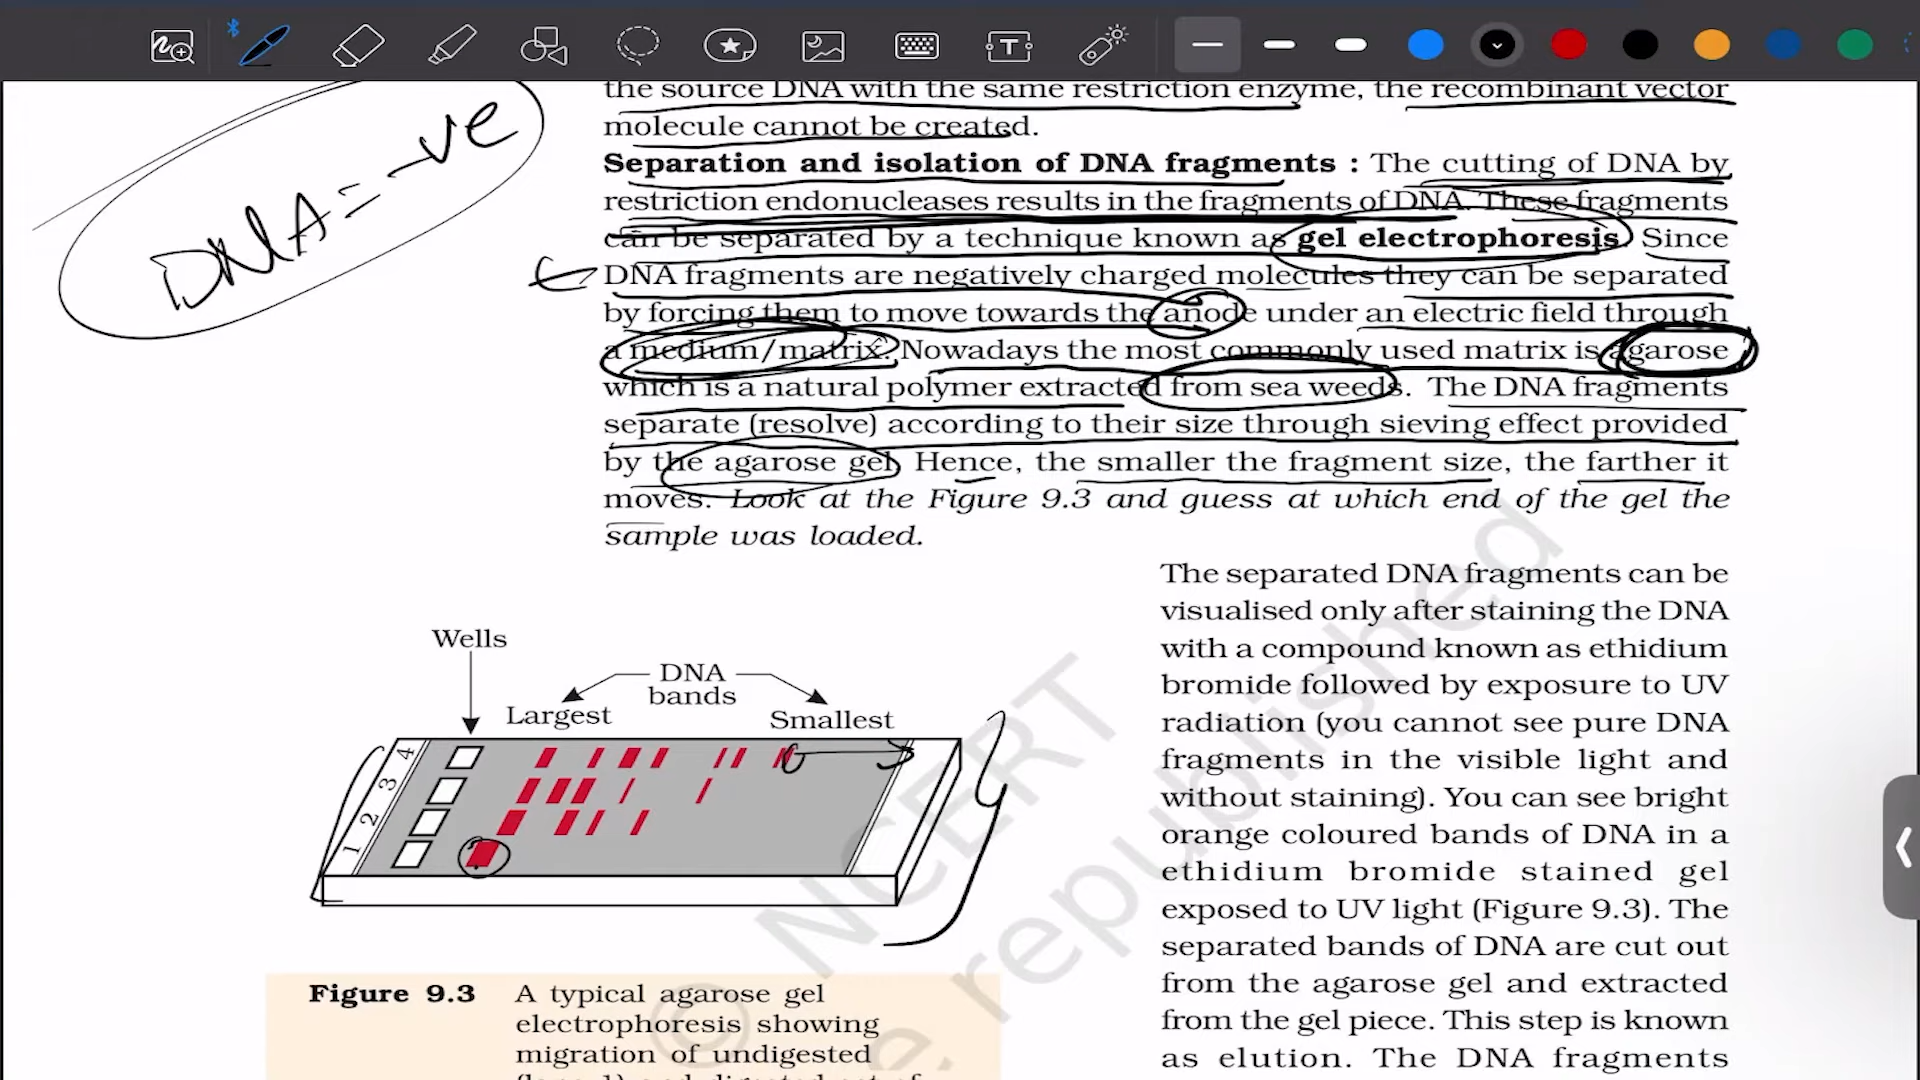 the source DNA with the same restriction enzyme, the recombinant vector
molecule cannot be created.
DNA = -ve
Separation and isolation of DNA fragments : The cutting of DNA by
restriction endonucleases results in the fragments of DNA. These fragments
can be separated by a technique known as gel electrophoresis. Since
DNA fragments are negatively charged molecules they can be separated
by forcing them to move towards the anode under an electric field through
a medium/matrix. Nowadays the most commonly used matrix is agarose
which is a natural polymer extracted from sea weeds. The DNA fragments
separate (resolve) according to their size through sieving effect provided
by the agarose gel. Hence, the smaller the fragment size, the farther it
moves. Look at the Figure 9.3 and guess at which end of the gel the
sample was loaded.
Wells
DNA
bands
Largest
Smallest
4
3
2
1
Figure 9.3 A typical agarose gel
electrophoresis showing
migration of undigested
The separated DNA fragments can be
visualised only after staining the DNA
with a compound known as ethidium
bromide followed by exposure to UV
radiation (you cannot see pure DNA
fragments in the visible light and
without staining). You can see bright
orange coloured bands of DNA in a
ethidium bromide stained gel
exposed to UV light (Figure 9.3). The
separated bands of DNA are cut out
from the agarose gel and extracted
from the gel piece. This step is known
as elution. The DNA fragments
© NCERT
be republished